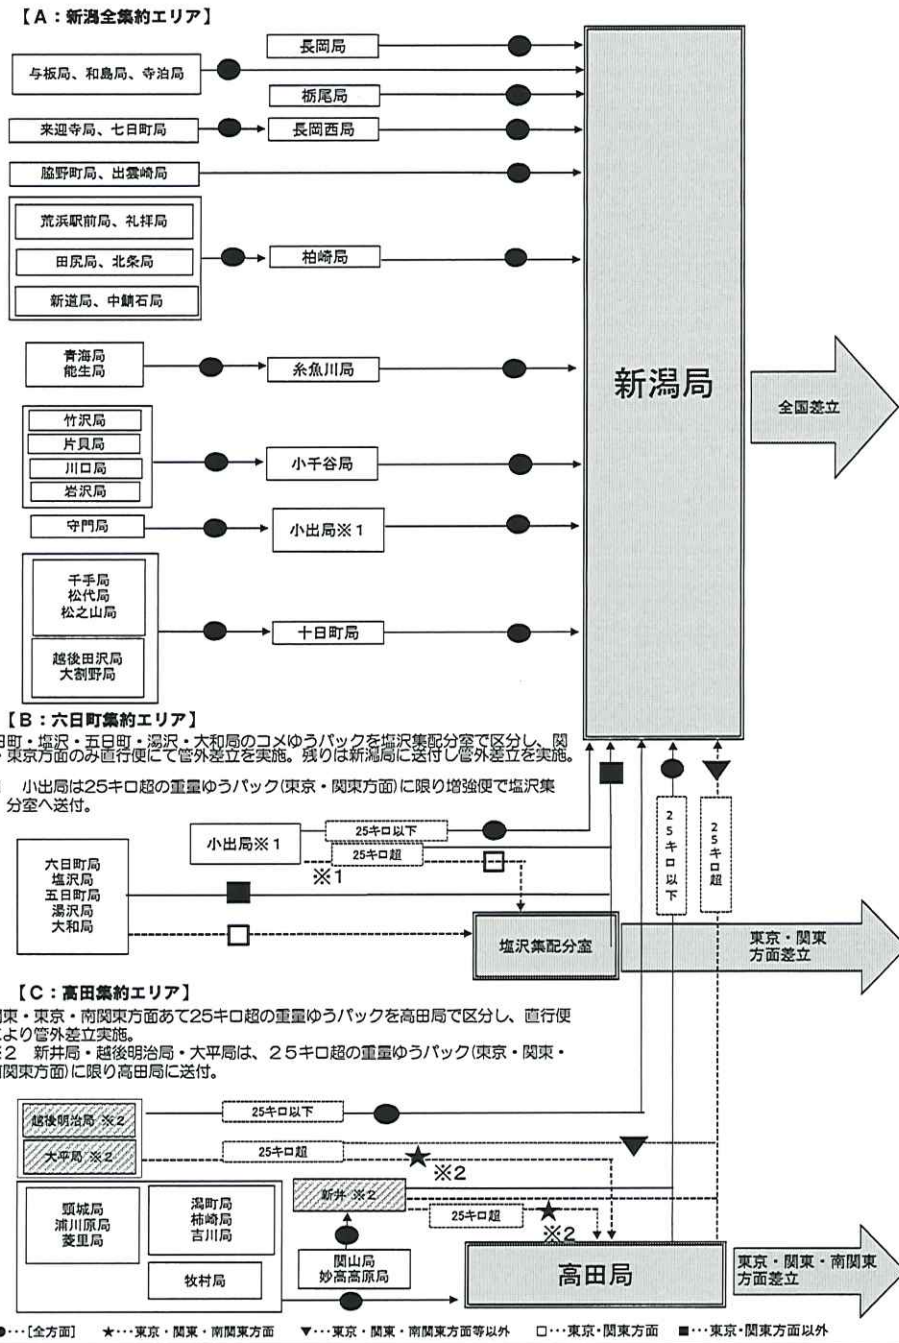 【A：新潟全集約エリア】
長岡局
与板局、和島局、寺泊局
栃尾局
来迎寺局、七日町局
長岡西局
脇野町局、出雲崎局
荒浜駅前局、礼拝局
田尻局、北条局
新道局、中鯖石局
柏崎局
青海局
能生局
糸魚川局
竹沢局
片貝局
川口局
岩沢局
小千谷局
守門局
小出局※１
千手局
松代局
松之山局
越後田沢局
大割野局
十日町局
新潟局
全国差立
【B：六日町集約エリア】
日町・塩沢・五日町・湯沢・大和局のコメゆうパックを塩沢集配分室で区分し、関
・東京方面のみ直行便にて管外差立を実施。残りは新潟局に送付し管外差立を実施。
小出局は25キロ超の重量ゆうパック(東京・関東方面)に限り増強便で塩沢集
分室へ送付。
小出局※１
25キロ以下
25キロ超
※1
六日町局
塩沢局
五日町局
湯沢局
大和局
塩沢集配分室
25キロ以下
25キロ超
東京・関東
方面差立
【C：高田集約エリア】
関東・東京・南関東方面あて25キロ超の重量ゆうパックを高田局で区分し、直行便
により管外差立実施。
※２　新井局・越後明治局・大平局は、２５キロ超の重量ゆうパック(東京・関東・
南関東方面)に限り高田局に送付。
越後明治局 ※２
25キロ以下
大平局 ※２
25キロ超
※2
頸城局
浦川原局
菱里局
潟町局
柿崎局
吉川局
牧村局
新井 ※２
25キロ超
※2
関山局
妙高高原局
高田局
東京・関東・南関東
方面差立
●…[全方面]　★…東京・関東・南関東方面　▼…東京・関東・南関東方面等以外　□…東京・関東方面　■…東京・関東方面以外